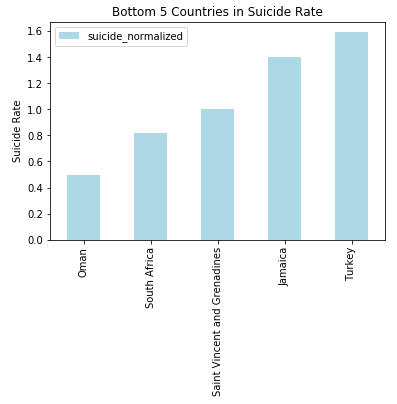 Bottom 5 Countries in Suicide Rate
suicide_normalized
Suicide Rate
1.6
1.4
1.2
1.0
0.8
0.6
0.4
0.2
0.0
Oman
South Africa
Saint Vincent and Grenadines
Jamaica
Turkey